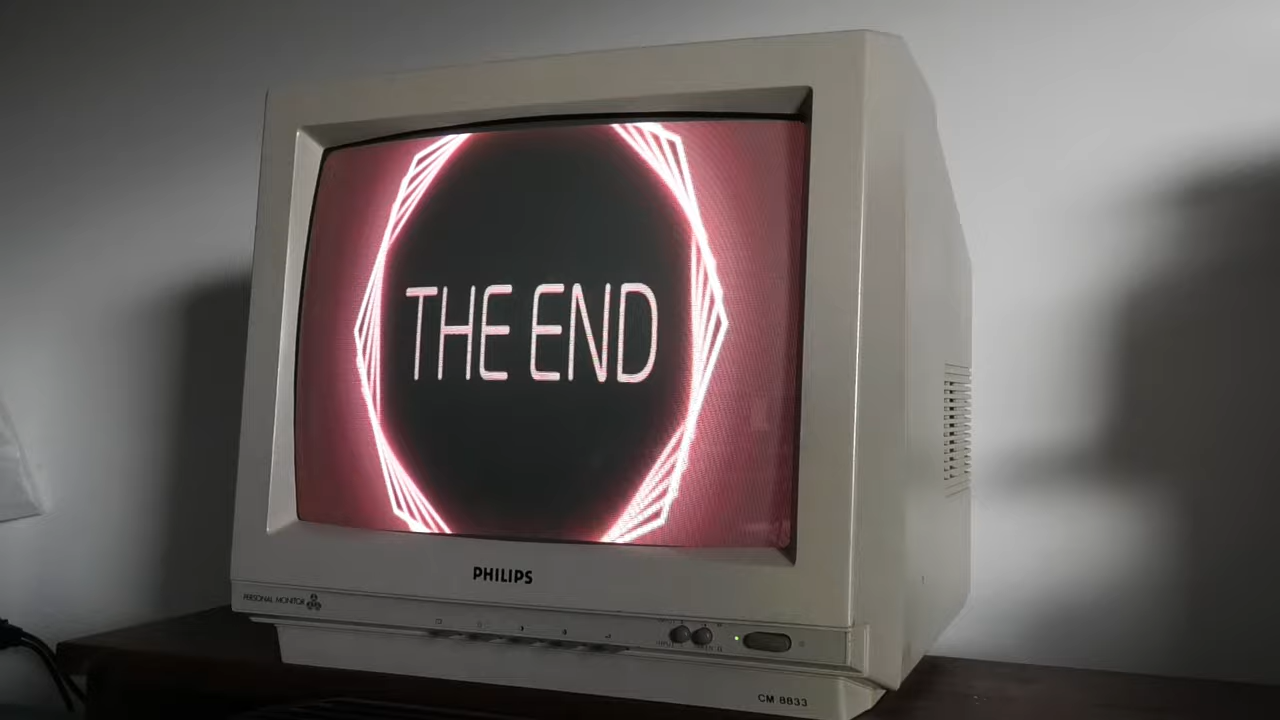 THE END
PHILIPS
PERSONAL MONITOR
CM 8833